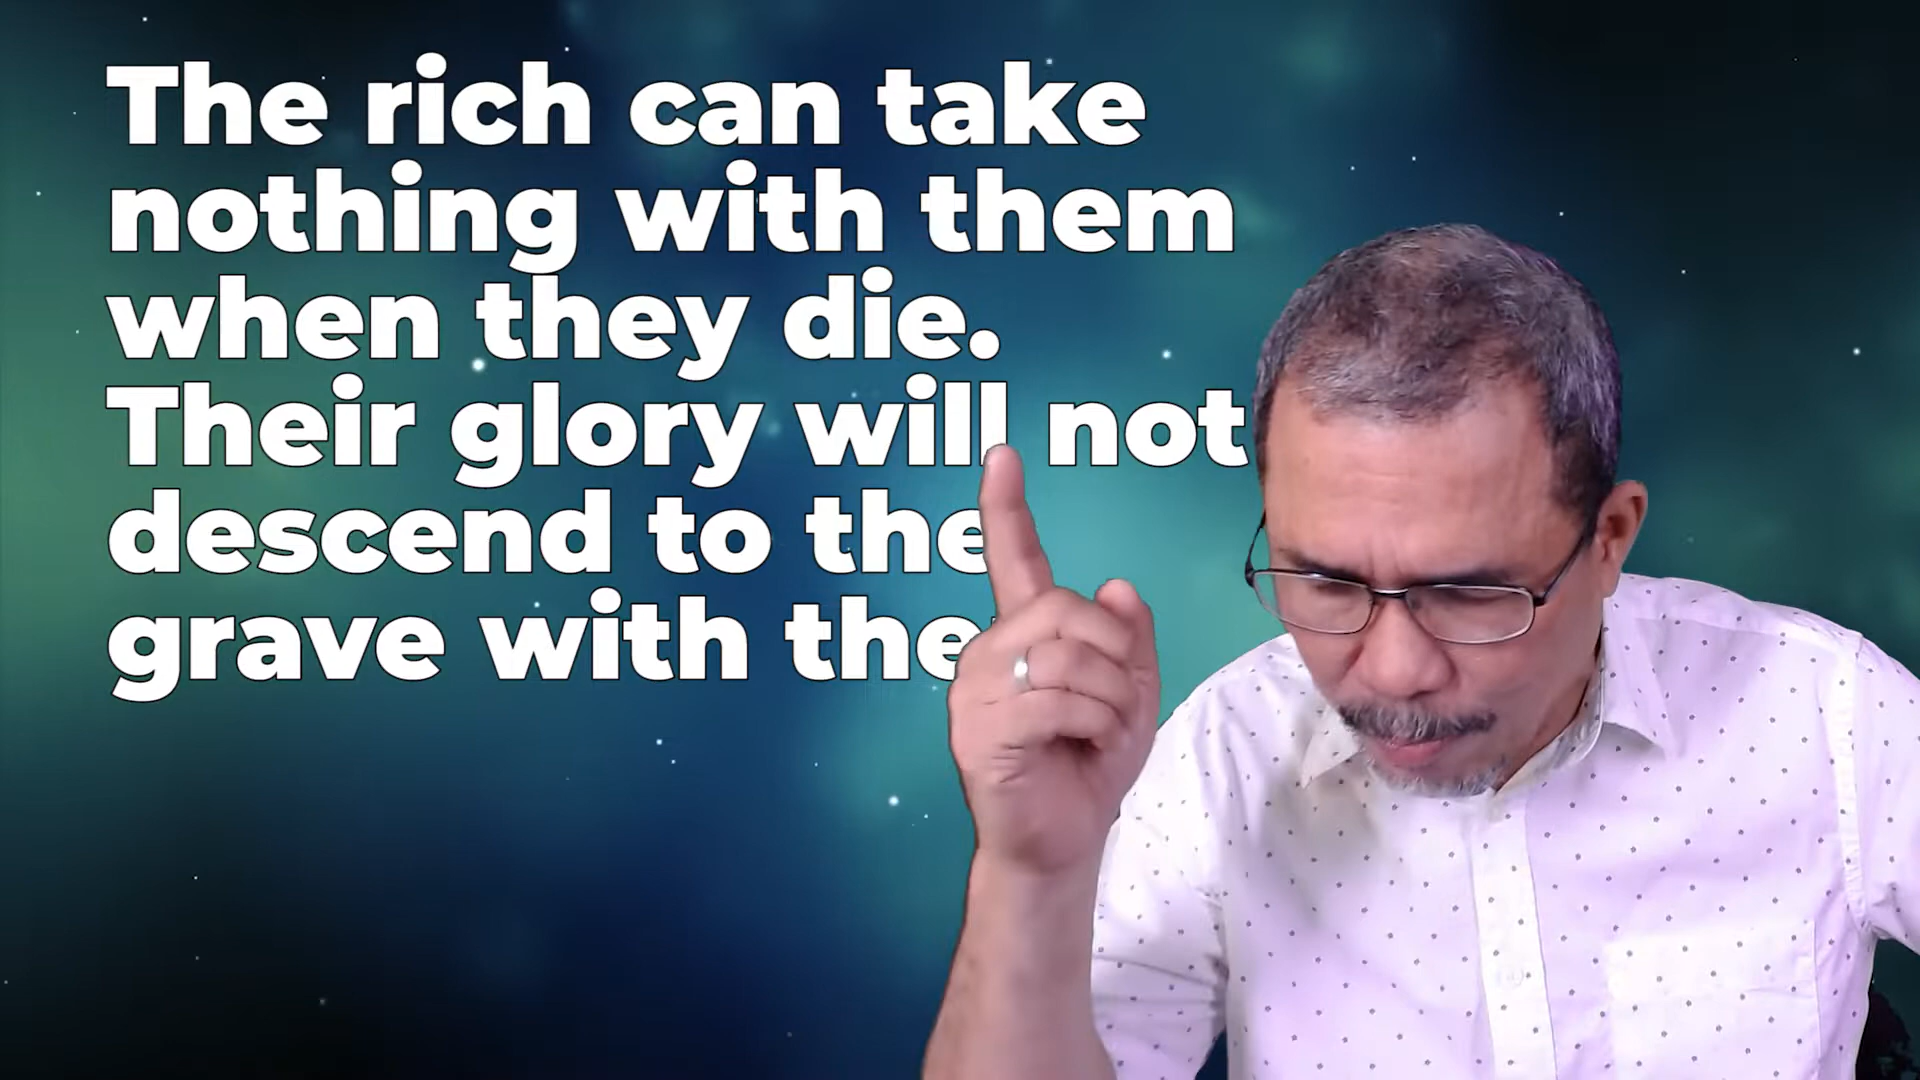 The rich can take
nothing with them
when they die.
Their glory will not
descend to the
grave with